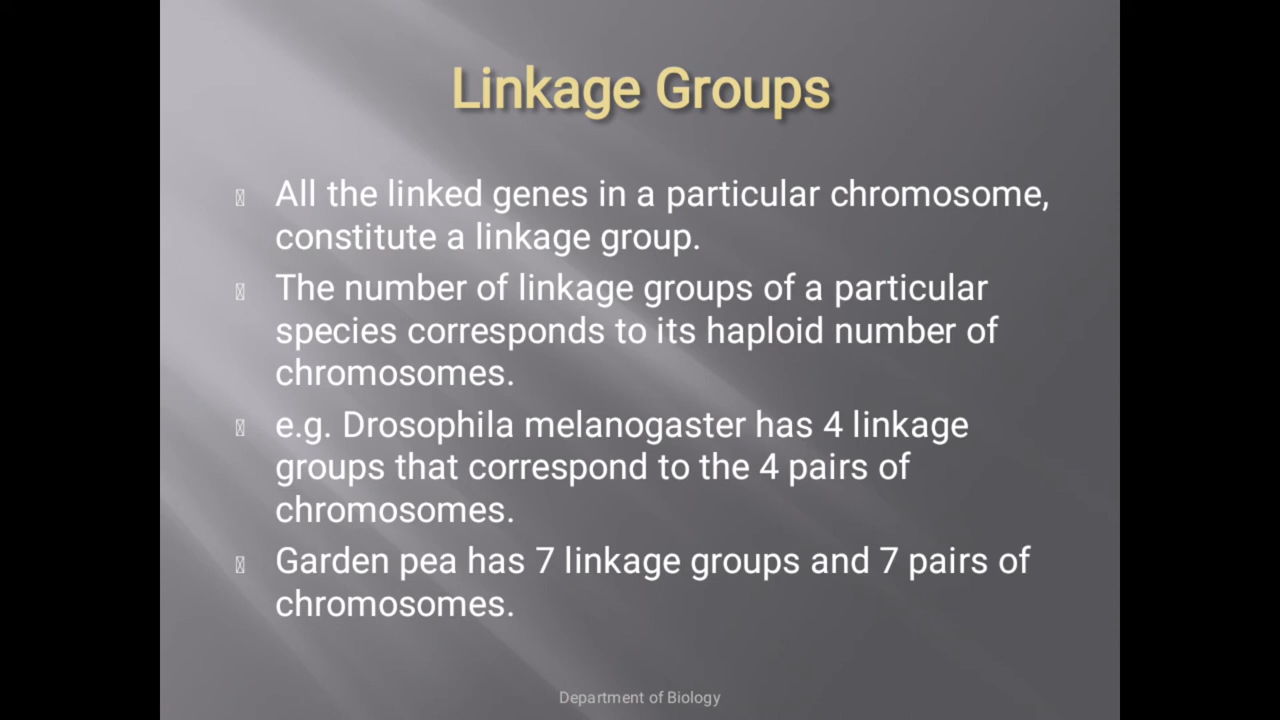 Linkage Groups
All the linked genes in a particular chromosome,
constitute a linkage group.
The number of linkage groups of a particular
species corresponds to its haploid number of
chromosomes.
e.g. Drosophila melanogaster has 4 linkage
groups that correspond to the 4 pairs of
chromosomes.
Garden pea has 7 linkage groups and 7 pairs of
chromosomes.
Department of Biology